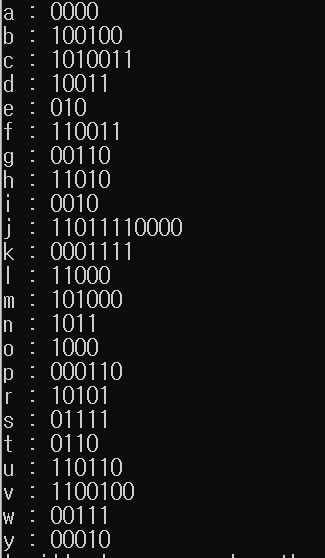 a : 0000
b : 100100
c : 1010011
d : 10011
e : 010
f : 110011
g : 00110
h : 11010
i : 0010
j : 11011110000
k : 0001111
l : 11000
m : 101000
n : 1011
o : 1000
p : 000110
r : 10101
s : 01111
t : 0110
u : 110110
v : 1100100
w : 00111
y : 00010